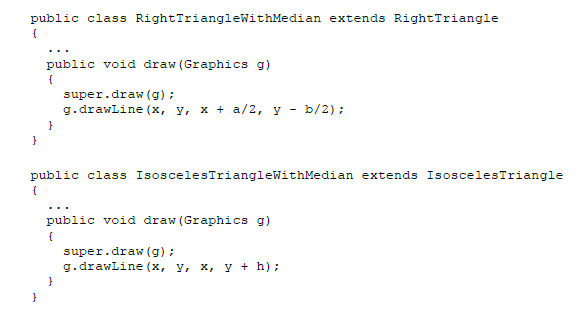 public class RightTriangleWithMedian extends RightTriangle
{
  ...
  public void draw(Graphics g)
  {
    super.draw(g);
    g.drawLine(x, y, x + a/2, y - b/2);
  }
}

public class IsoscelesTriangleWithMedian extends IsoscelesTriangle
{
  ...
  public void draw(Graphics g)
  {
    super.draw(g);
    g.drawLine(x, y, x, y + h);
  }
}